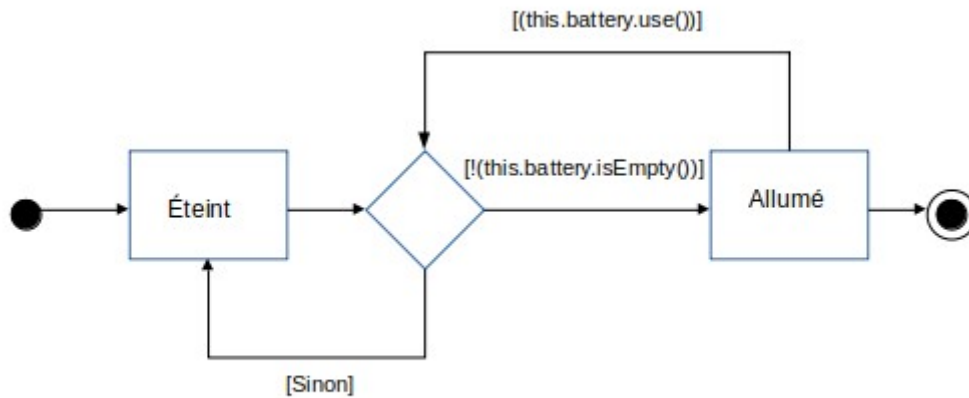 [(this.battery.use())]
[!(this.battery.isEmpty())]
Éteint
Allumé
[Sinon]